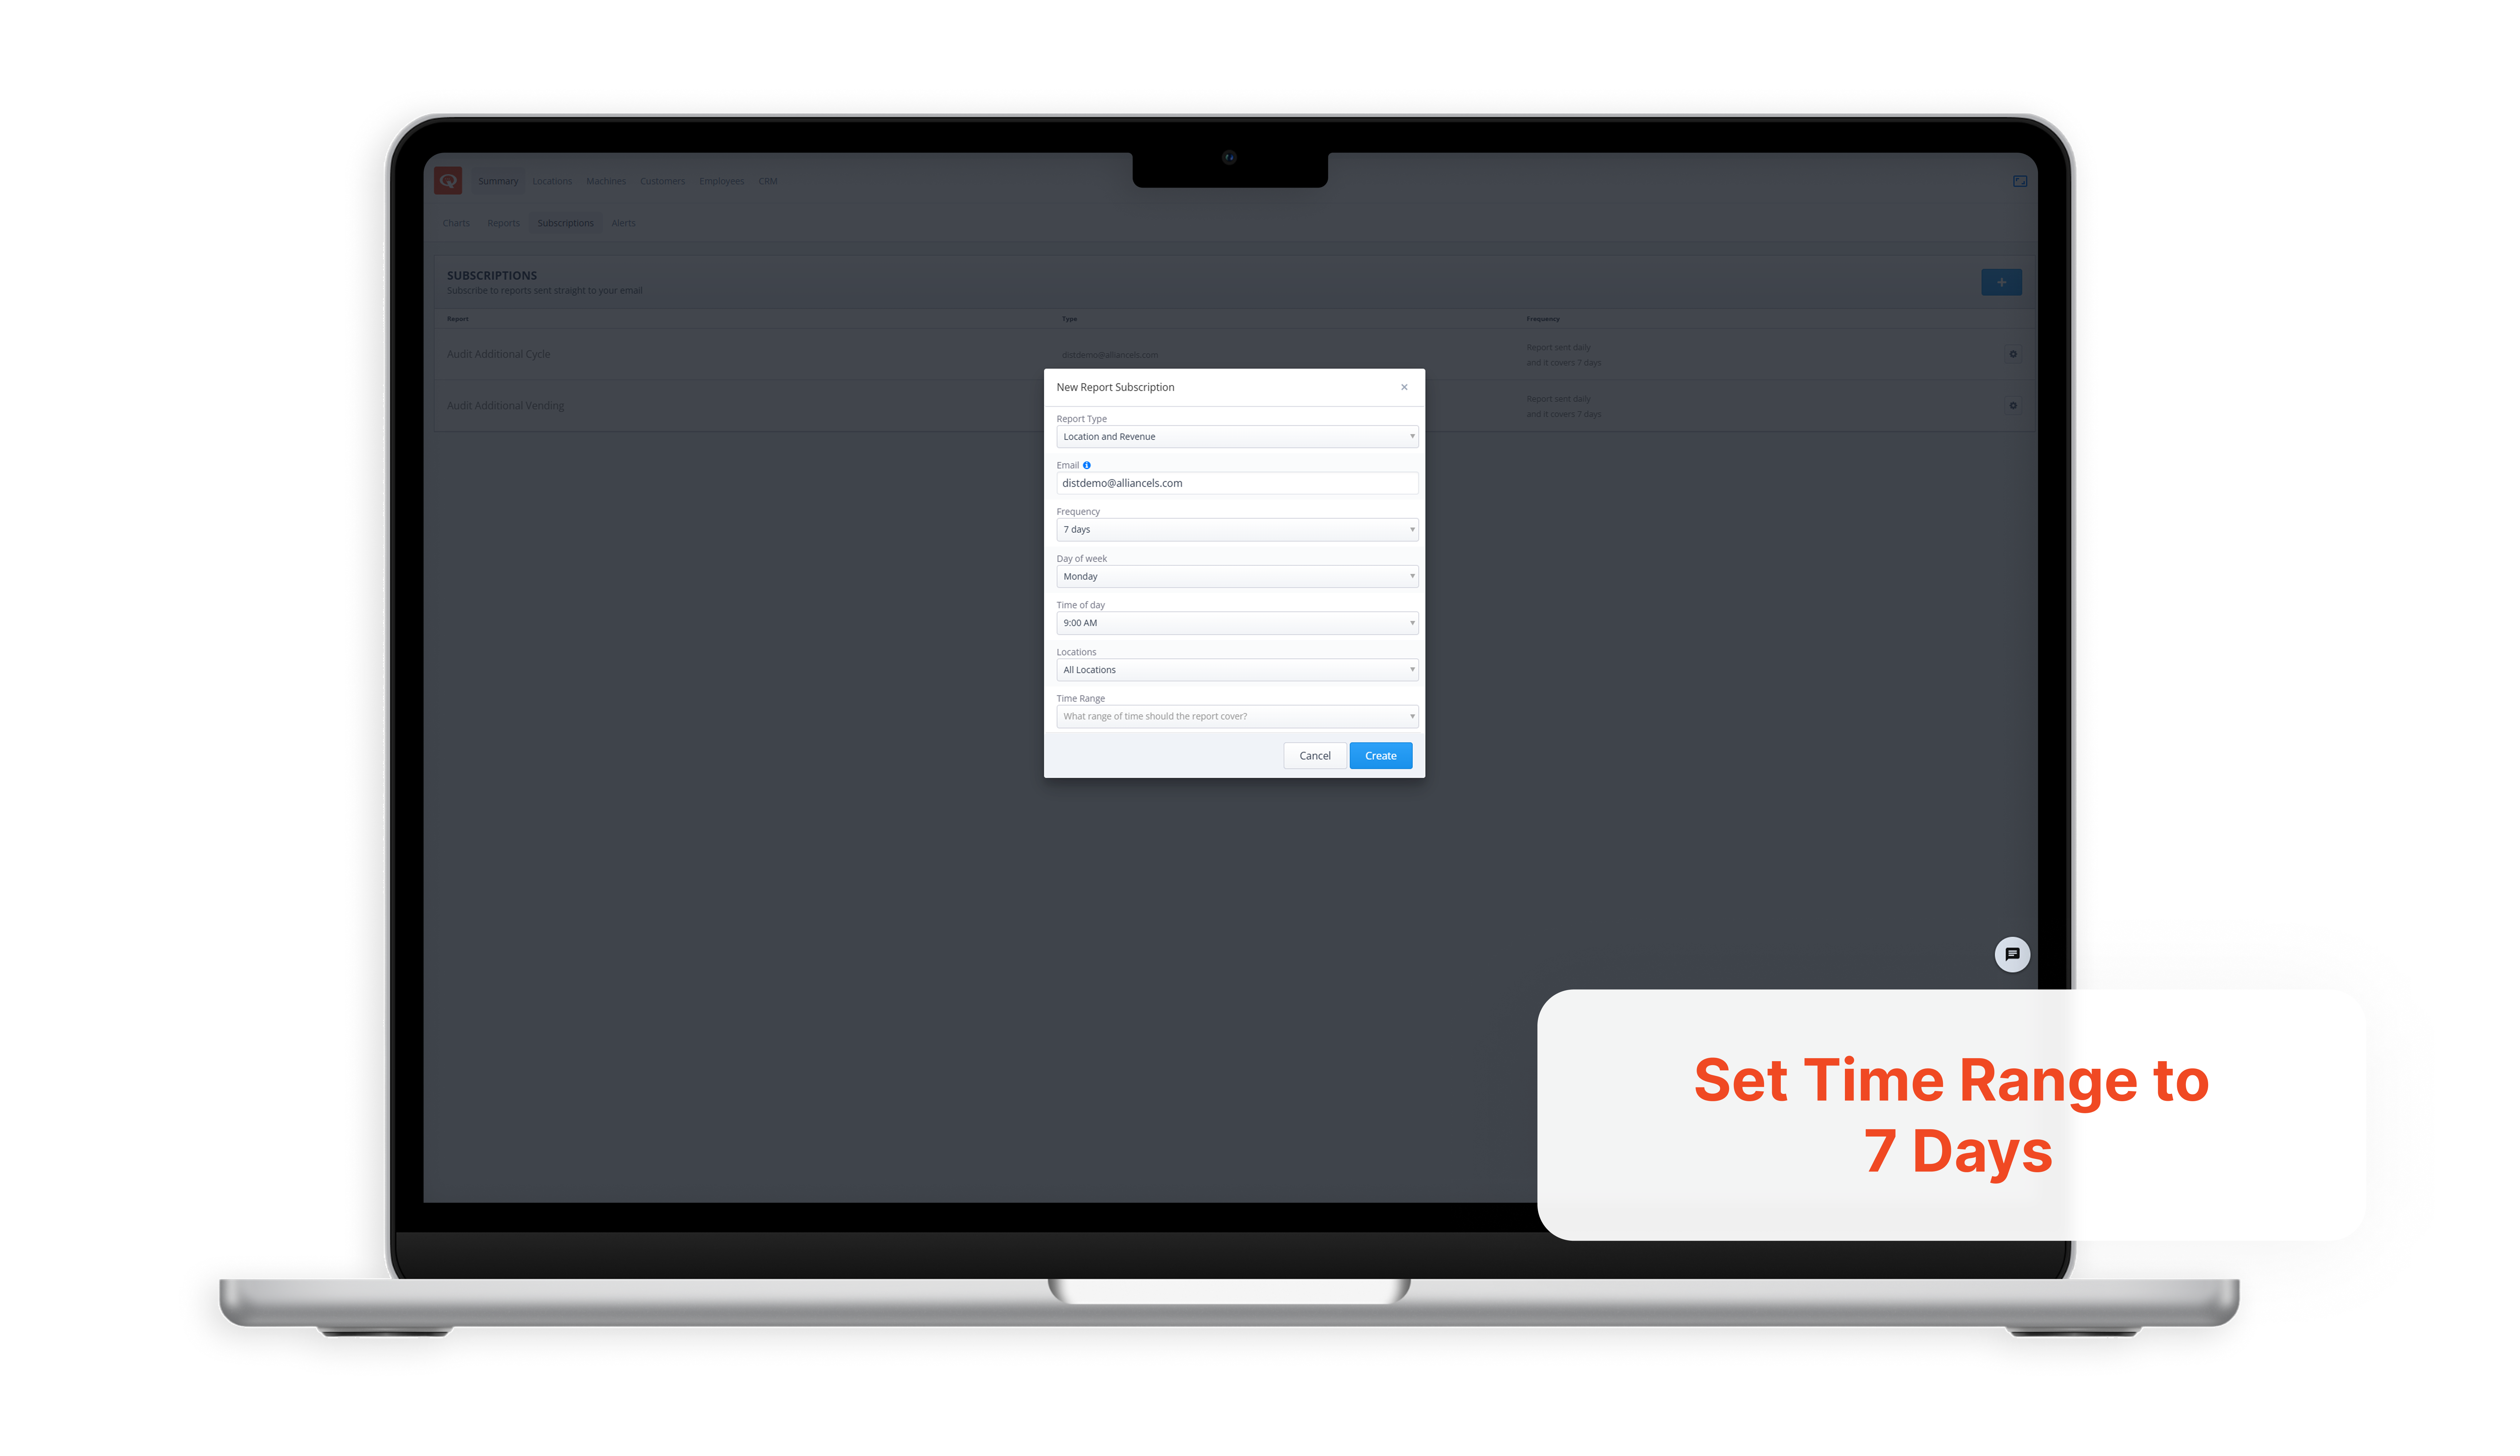 Summary Locations Machines Customers Employees CRM
Charts Reports Subscriptions Alerts
SUBSCRIPTIONS
Subscribe to reports sent straight to your email
+
Report Type Frequency
Audit Additional Cycle distdemo@alliancels.com Report sent daily
and it covers 7 days
Audit Additional Vending Report sent daily
and it covers 7 days
New Report Subscription ×
Report Type
Location and Revenue
Email
distdemo@alliancels.com
Frequency
7 days
Day of week
Monday
Time of day
9:00 AM
Locations
All Locations
Time Range
What range of time should the report cover?
Cancel Create
Set Time Range to
7 Days